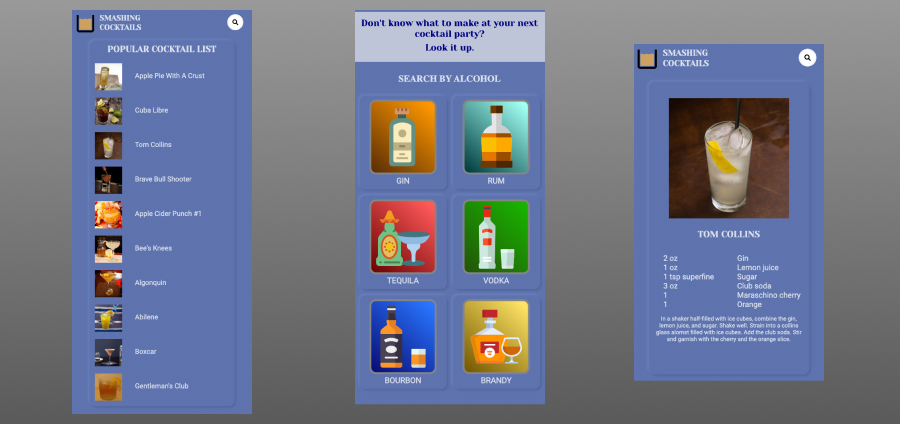 SMASHING
COCKTAILS
POPULAR COCKTAIL LIST
Apple Pie With A Crust
Cuba Libre
Tom Collins
Brave Bull Shooter
Apple Cider Punch #1
Bee's Knees
Algonquin
Abilene
Boxcar
Gentleman's Club
Don't know what to make at your next
cocktail party?
Look it up.
SEARCH BY ALCOHOL
GIN
RUM
TEQUILA
VODKA
BOURBON
BRANDY
SMASHING
COCKTAILS
TOM COLLINS
2 oz Gin
1 oz Lemon juice
1 tsp superfine Sugar
3 oz Club soda
1 Maraschino cherry
1 Orange
In a shaker half-filled with ice cubes, combine the gin,
lemon juice, and sugar. Shake well. Strain into a collins
glass alomst filled with ice cubes. Add the club soda. Stir
and garnish with the cherry and the orange slice.